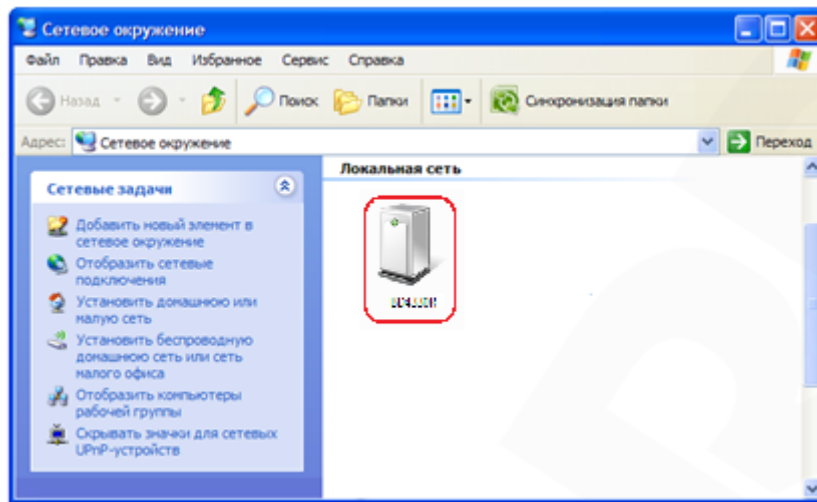 Сетевое окружение
Файл Правка Вид Избранное Сервис Справка
Назад Поиск Папки Синхронизация папки
Адрес: Сетевое окружение Переход
Локальная сеть
Сетевые задачи
Добавить новый элемент в
сетевое окружение
Отобразить сетевые
подключения
Установить домашнюю или
малую сеть
Установить беспроводную
домашнюю сеть или сеть
малого офиса
Отобразить компьютеры
рабочей группы
Скрывать значки для сетевых
UPnP-устройств